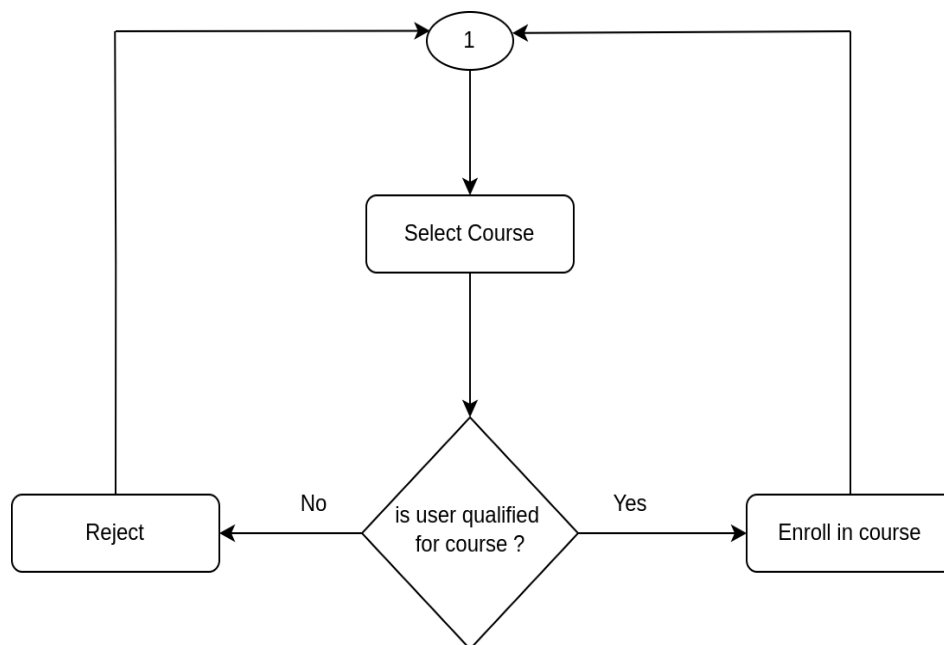 1
Select Course
No
Yes
is user qualified
for course ?
Reject
Enroll in course